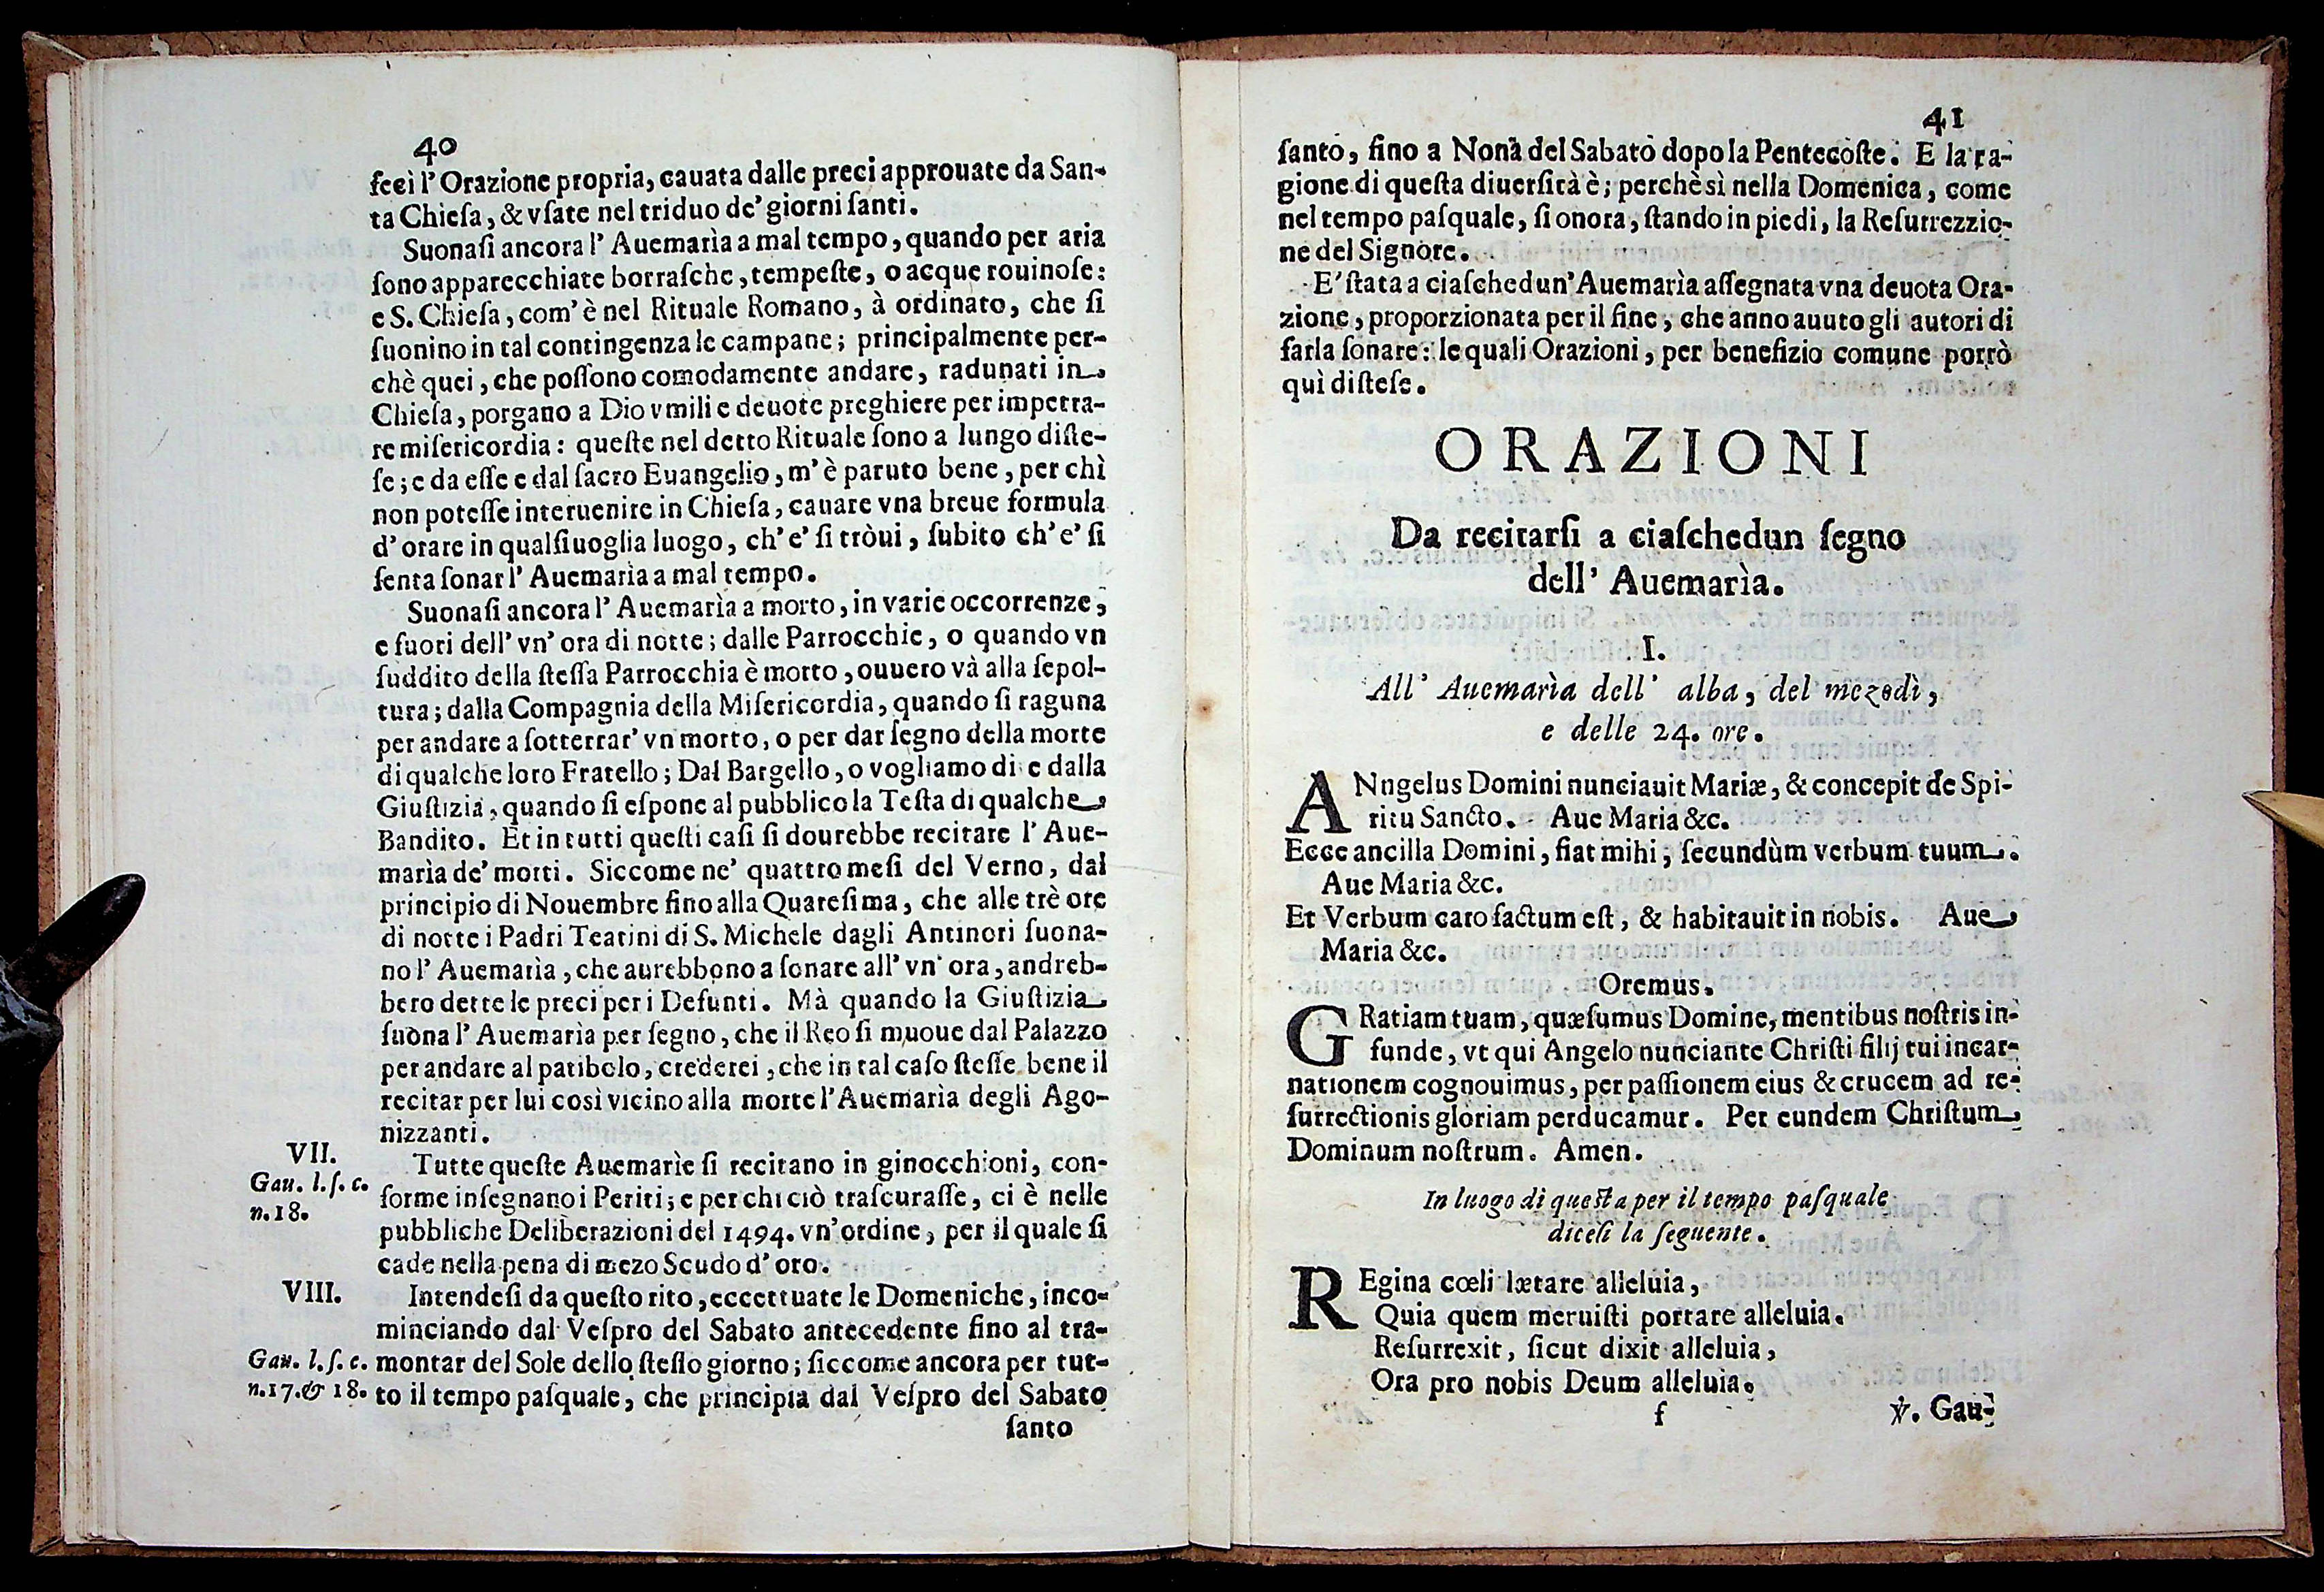 40
feci l'Orazione propria, cauata dalle preci approuate da San-
ta Chieſa, & vſate nel triduo de' giorni ſanti.
Suonaſi ancora l' Auemarìa a mal tempo, quando per aria
ſono apparecchiate borraſche, tempeſte, o acque rouinoſe:
e S. Chieſa, com' è nel Rituale Romano, à ordinato, che ſi
ſuonino in tal contingenza le campane; principalmente per-
chè quei, che poſſono comodamente andare, radunati in
Chieſa, porgano a Dio vmili e deuote preghiere per impetra-
re miſericordia: queſte nel detto Rituale ſono a lungo diſte-
ſe; e da eſſe e dal ſacro Euangelio, m' è paruto bene, per chì
non poteſſe interuenire in Chieſa, cauare vna breue formula
d' orare in qualſiuoglia luogo, ch' e' ſi tròui, ſubito ch' e' ſi
ſenta ſonar l' Auemarìa a mal tempo.
Suonaſi ancora l' Auemarìa a morto, in varie occorrenze,
e fuori dell' vn' ora di notte; dalle Parrocchie, o quando vn
ſuddito della ſteſſa Parrocchia è morto, ouuero và alla ſepol-
tura; dalla Compagnia della Miſericordia, quando ſi raguna
per andare a ſotterrar' vn morto, o per dar ſegno della morte
di qualche loro Fratello; Dal Bargello, o vogliamo di e dalla
Giuſtizia, quando ſi eſpone al pubblico la Teſta di qualche
Bandito. Et in tutti queſti caſi ſi dourebbe recitare l' Aue-
marìa de' morti. Siccome ne' quattro meſi del Verno, dal
principio di Nouembre fino alla Quareſima, che alle trè ore
di notte i Padri Teatini di S. Michele dagli Antinori ſuona-
no l' Auemarìa, che aurebbono a ſonare all' vn' ora, andreb-
bero dette le preci per i Defunti. Mà quando la Giuſtizia
ſuona l' Auemarìa per ſegno, che il Reo ſi muoue dal Palazzo
per andare al patibolo, crederei, che in tal caſo ſteſſe bene il
recitar per lui così vicino alla morte l'Auemarìa degli Ago-
nizzanti.
VII.
Gau. l. ſ. c.
n. 18.
Tutte queſte Auemarìe ſi recitano in ginocchioni, con-
forme inſegnano i Periti; e per chi ciò traſcuraſſe, ci è nelle
pubbliche Deliberazioni del 1494. vn' ordine, per il quale ſi
cade nella pena di mezo Scudo d' oro.
VIII.
Intendeſi da queſto rito, eccettuate le Domeniche, inco-
minciando dal Veſpro del Sabato antecedente fino al tra-
Gau. l. ſ. c.
montar del Sole dello ſteſſo giorno; ſiccome ancora per tut-
n. 17. & 18.
to il tempo paſquale, che principia dal Veſpro del Sabato
ſanto
41
ſanto, fino a Nona del Sabato dopo la Pentecoſte. E la ra-
gione di queſta diuerſità è; perchè sì nella Domenica, come
nel tempo paſquale, ſi onora, ſtando in piedi, la Reſurrezzio-
ne del Signore.
E' ſtata a ciaſchedun' Auemarìa aſſegnata vna deuota Ora-
zione, proporzionata per il fine, che anno auuto gli autori di
farla ſonare: le quali Orazioni, per benefizio comune porrò
quì diſteſe.
ORAZIONI
Da recitarſi a ciaſchedun ſegno
dell' Auemarìa.
I.
All' Auemarìa dell' alba, del mezodì,
e delle 24. ore.
ANngelus Domini nunciauit Mariæ, & concepit de Spi-
ritu Sancto. Aue Maria &c.
Ecce ancilla Domini, fiat mihi, ſecundùm verbum tuum.
Aue Maria &c.
Et Verbum caro factum eſt, & habitauit in nobis. Aue
Maria &c.
Oremus.
GRatiam tuam, quæſumus Domine, mentibus noſtris in-
funde, vt qui Angelo nunciante Chriſti filij tui incar-
nationem cognouimus, per paſſionem eius & crucem ad re-
ſurrectionis gloriam perducamur. Per eundem Chriſtum
Dominum noſtrum. Amen.
In luogo di queſta per il tempo paſquale
diceſi la ſeguente.
REgina cœli lætare alleluia,
Quia quem meruiſti portare alleluia.
Reſurrexit, ſicut dixit alleluia,
Ora pro nobis Deum alleluia.
f
℣. Gau-